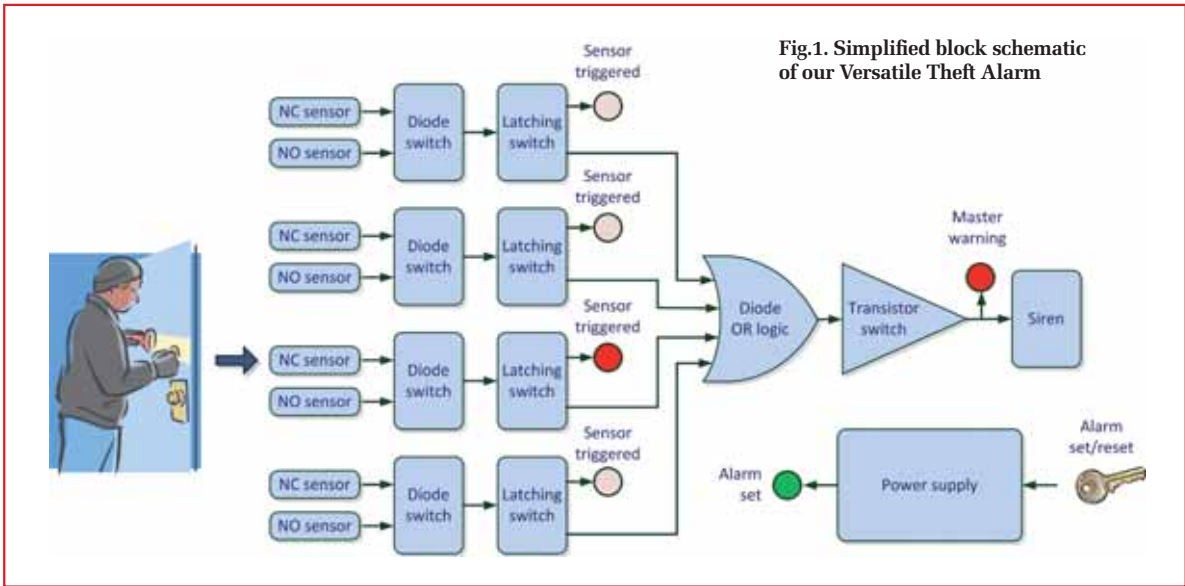 Fig.1. Simplified block schematic
of our Versatile Theft Alarm
Sensor
triggered
NC sensor
NO sensor
Diode
switch
Latching
switch
Sensor
triggered
NC sensor
NO sensor
Diode
switch
Latching
switch
Sensor
triggered
NC sensor
NO sensor
Diode
switch
Latching
switch
Sensor
triggered
NC sensor
NO sensor
Diode
switch
Latching
switch
Diode
OR logic
Transistor
switch
Master
warning
Siren
Alarm
set
Power supply
Alarm
set/reset